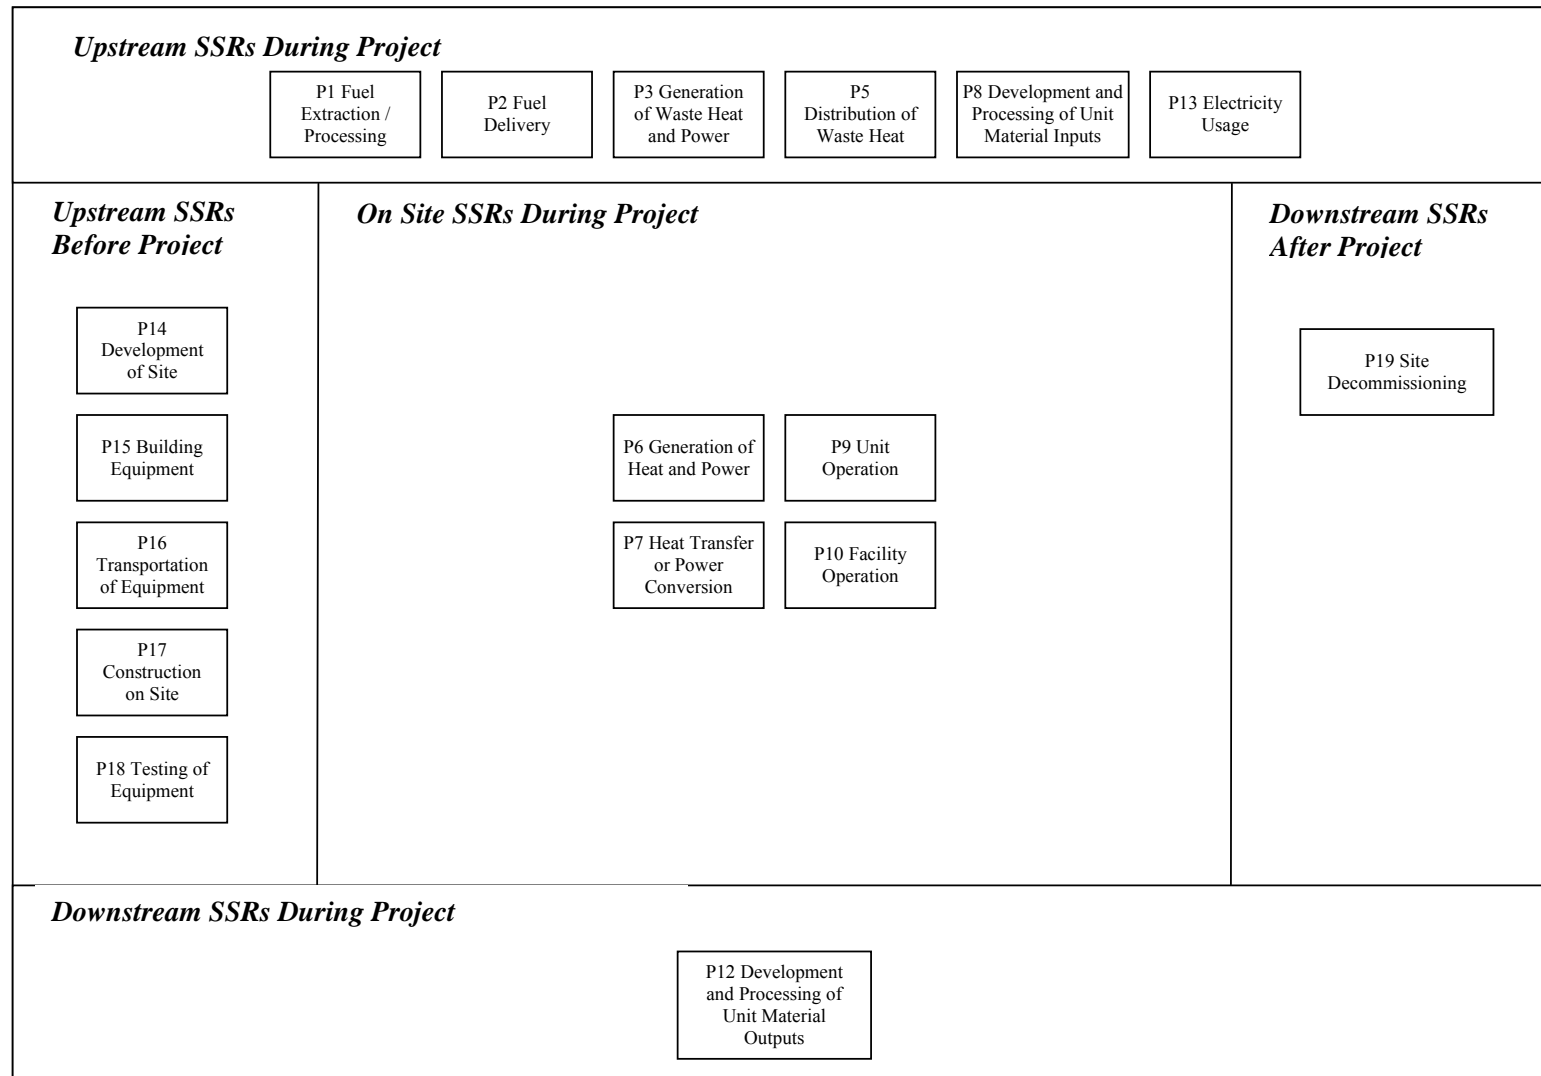 Upstream SSRs During Project
P1 Fuel
Extraction /
Processing
P2 Fuel
Delivery
P3 Generation
of Waste Heat
and Power
P5
Distribution of
Waste Heat
P8 Development and
Processing of Unit
Material Inputs
P13 Electricity
Usage
Upstream SSRs
Before Project
On Site SSRs During Project
Downstream SSRs
After Project
P14
Development
of Site
P15 Building
Equipment
P16
Transportation
of Equipment
P17
Construction
on Site
P18 Testing of
Equipment
P6 Generation of
Heat and Power
P9 Unit
Operation
P7 Heat Transfer
or Power
Conversion
P10 Facility
Operation
P19 Site
Decommissioning
Downstream SSRs During Project
P12 Development
and Processing of
Unit Material
Outputs